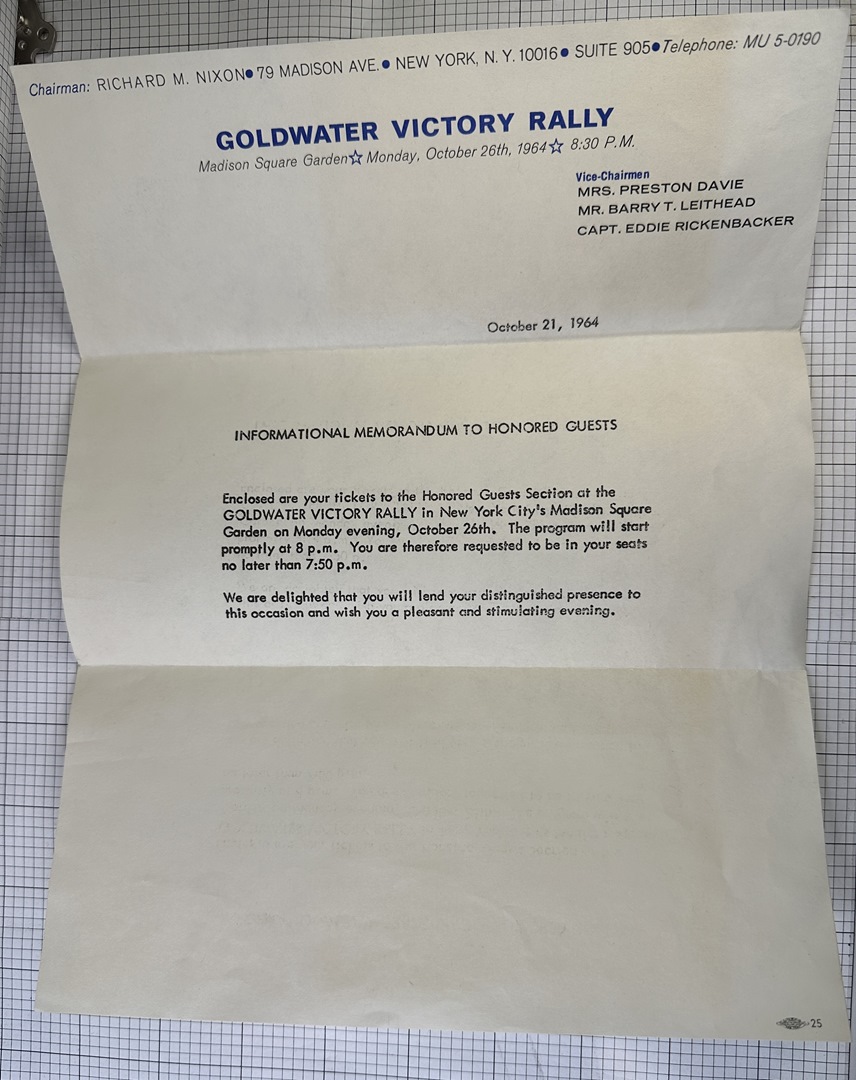 Chairman: RICHARD M. NIXON● 79 MADISON AVE.● NEW YORK, N. Y. 10016● SUITE 905●Telephone: MU 5-0190
GOLDWATER VICTORY RALLY
Madison Square Garden☆ Monday, October 26th, 1964☆ 8:30 P.M.
Vice-Chairmen
MRS. PRESTON DAVIE
MR. BARRY T. LEITHEAD
CAPT. EDDIE RICKENBACKER
October 21, 1964
INFORMATIONAL MEMORANDUM TO HONORED GUESTS
Enclosed are your tickets to the Honored Guests Section at the
GOLDWATER VICTORY RALLY in New York City's Madison Square
Garden on Monday evening, October 26th. The program will start
promptly at 8 p.m. You are therefore requested to be in your seats
no later than 7:50 p.m.
We are delighted that you will lend your distinguished presence to
this occasion and wish you a pleasant and stimulating evening.
25